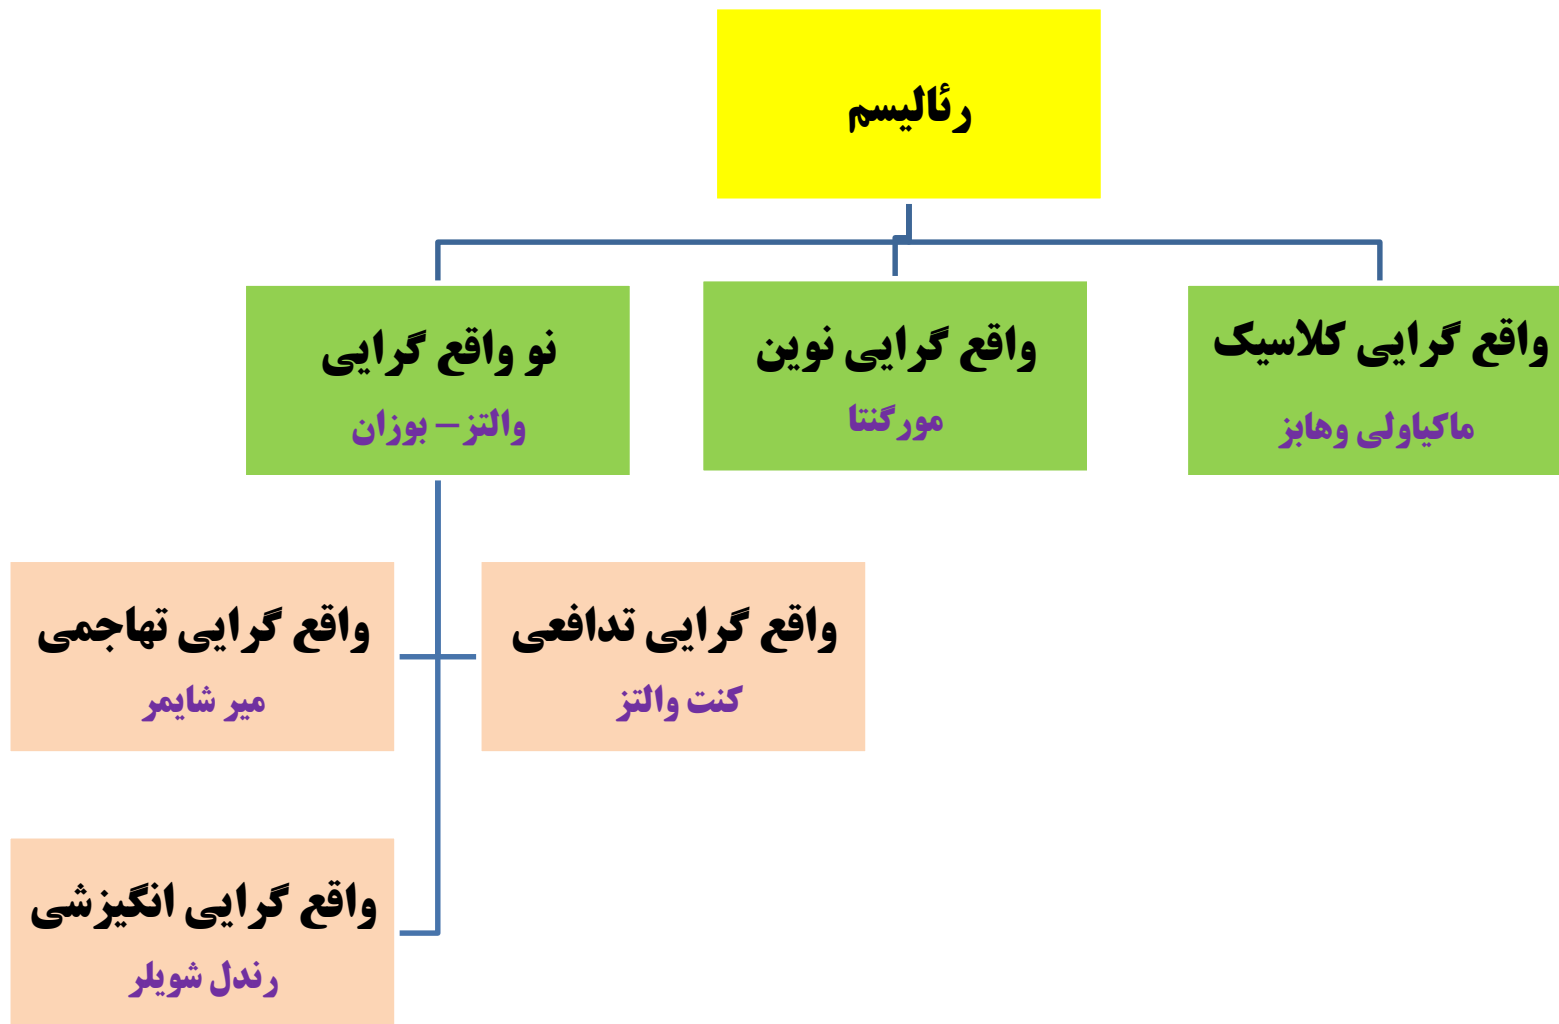 رئالیسم
واقع گرایی کلاسیک
ماکیاولی وهابز
واقع گرایی نوین
مورگنتا
نو واقع گرایی
والتز – بوزان
واقع گرایی تدافعی
کنت والتز
واقع گرایی تهاجمی
میر شایمر
واقع گرایی انگیزشی
رندل شویلر